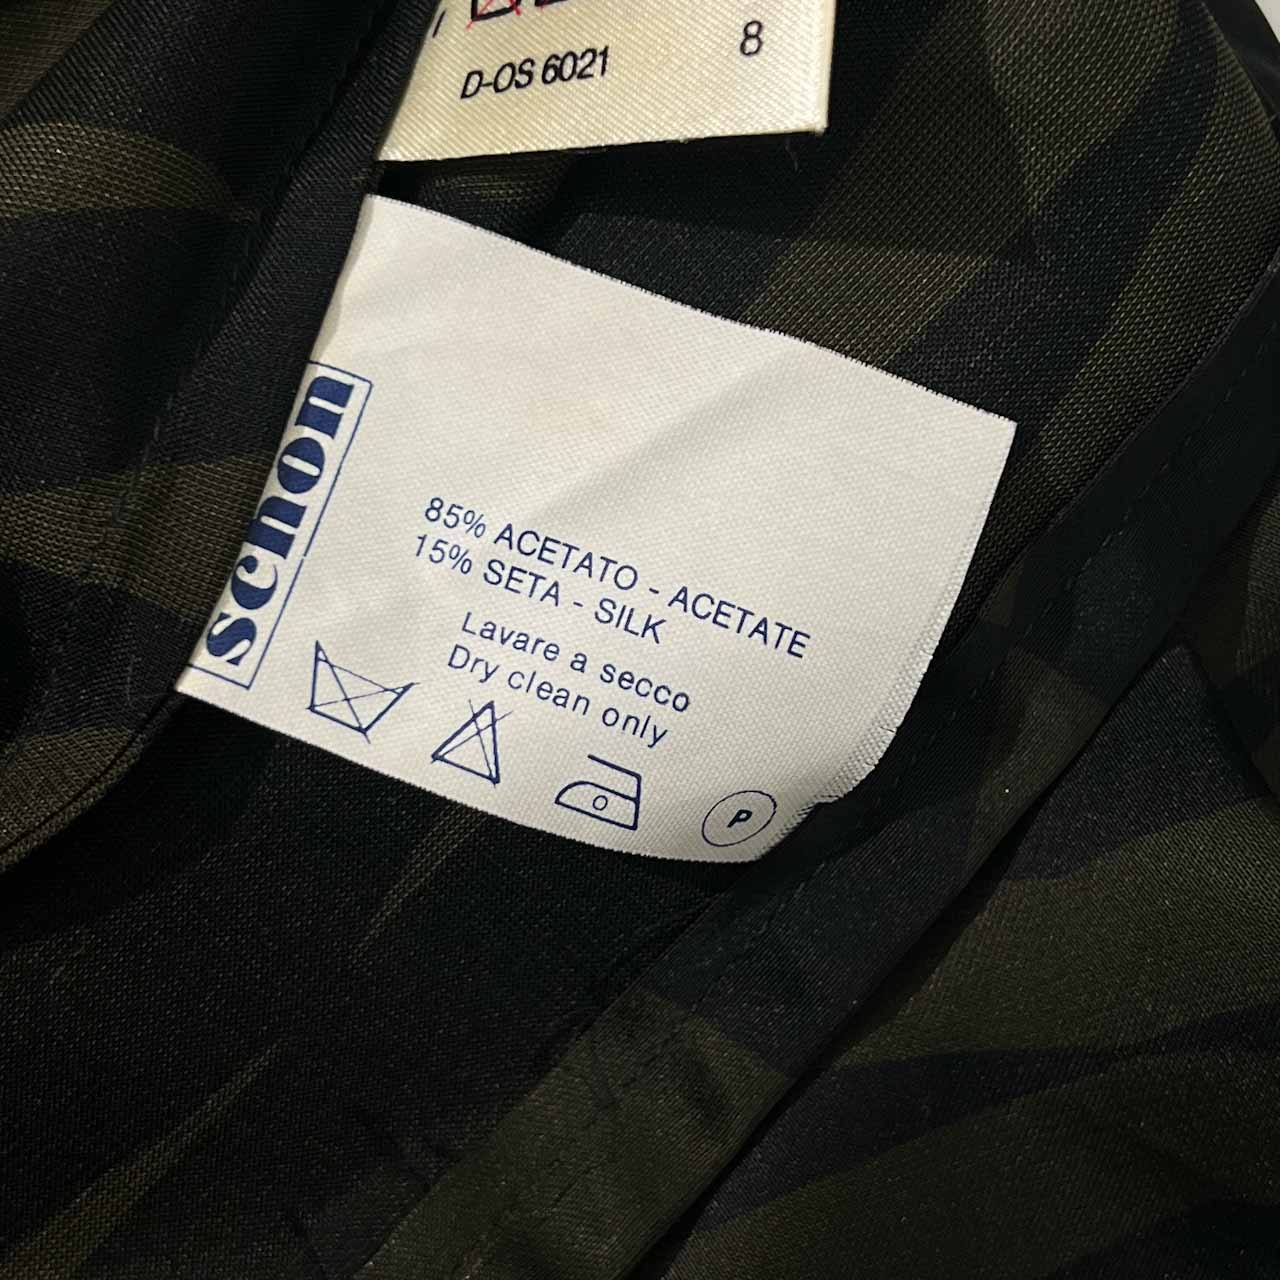 8
D-OS 6021
schon
85% ACETATO - ACETATE
15% SETA - SILK
Lavare a secco
Dry clean only
O
P